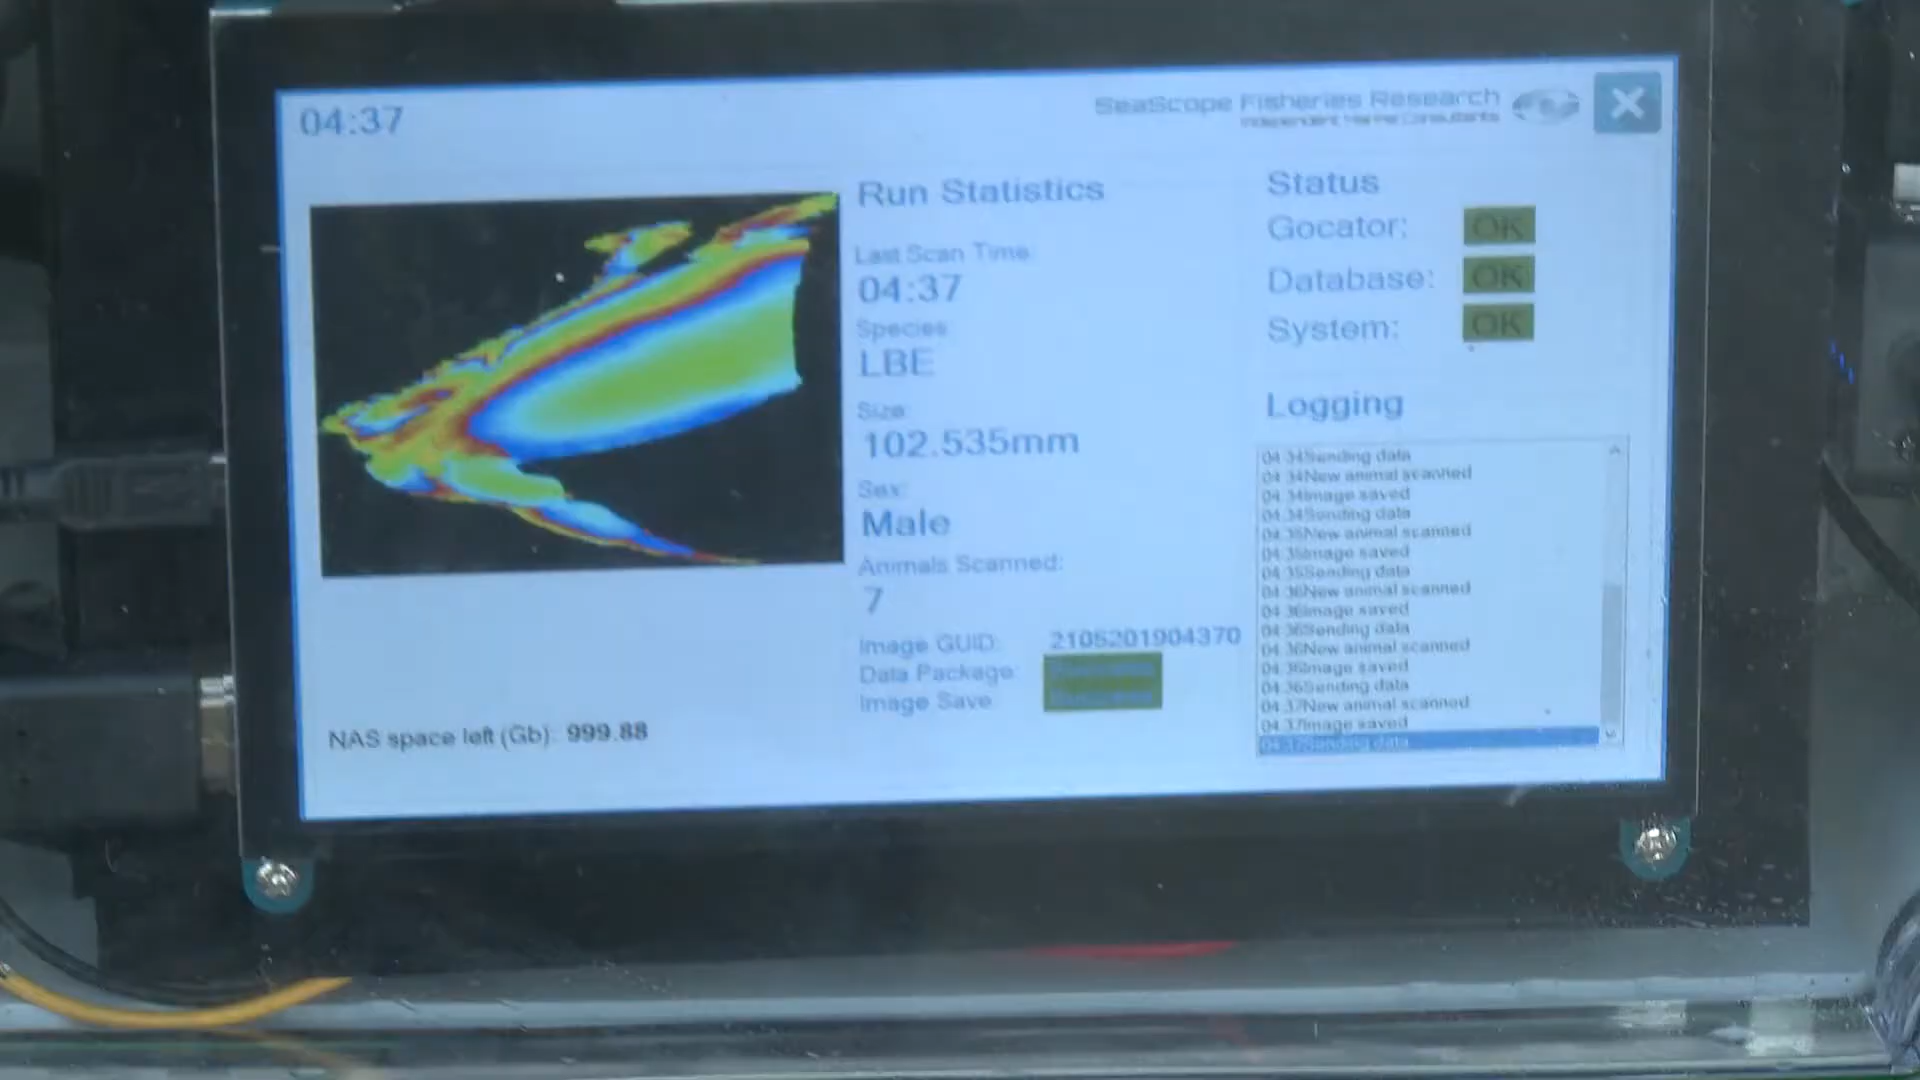 04:37
SeaScope Fisheries Research
Independent Marine Consultants
Run Statistics
Last Scan Time:
04:37
Species:
LBE
Size:
102.535mm
Sex:
Male
Animals Scanned:
7
Image GUID: 2105201904370
Data Package:
Image Save:
NAS space left (Gb): 999.88
Status
Gocator: OK
Database: OK
System: OK
Logging
04:34Sending data
04:34New animal scanned
04:34Image saved
04:34Sending data
04:35New animal scanned
04:35Image saved
04:35Sending data
04:36New animal scanned
04:36Image saved
04:36Sending data
04:36New animal scanned
04:36Image saved
04:36Sending data
04:37New animal scanned
04:37Image saved
04:37Sending data